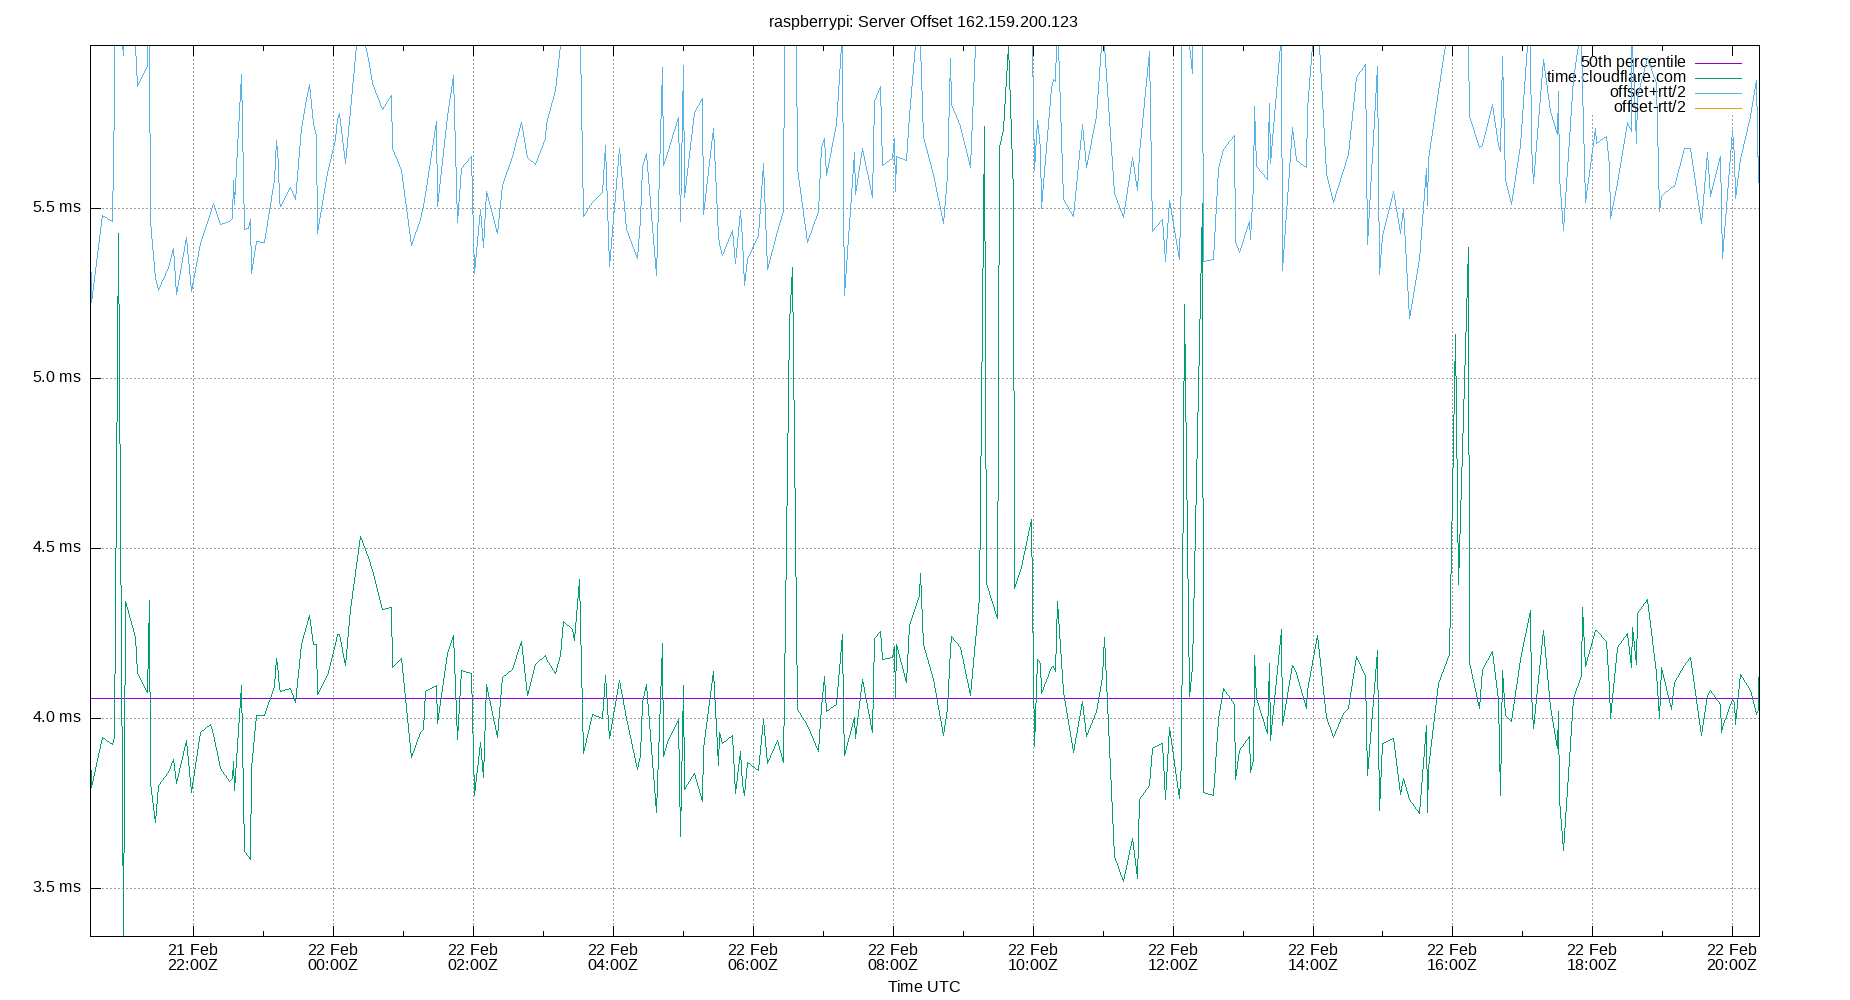 raspberrypi: Server Offset 162.159.200.123
50th percentile
time.cloudflare.com
offset+rtt/2
offset-rtt/2
5.5 ms
5.0 ms
4.5 ms
4.0 ms
3.5 ms
21 Feb 22 Feb 22 Feb 22 Feb 22 Feb 22 Feb 22 Feb 22 Feb 22 Feb 22 Feb 22 Feb 22 Feb
22:00Z 00:00Z 02:00Z 04:00Z 06:00Z 08:00Z 10:00Z 12:00Z 14:00Z 16:00Z 18:00Z 20:00Z
Time UTC